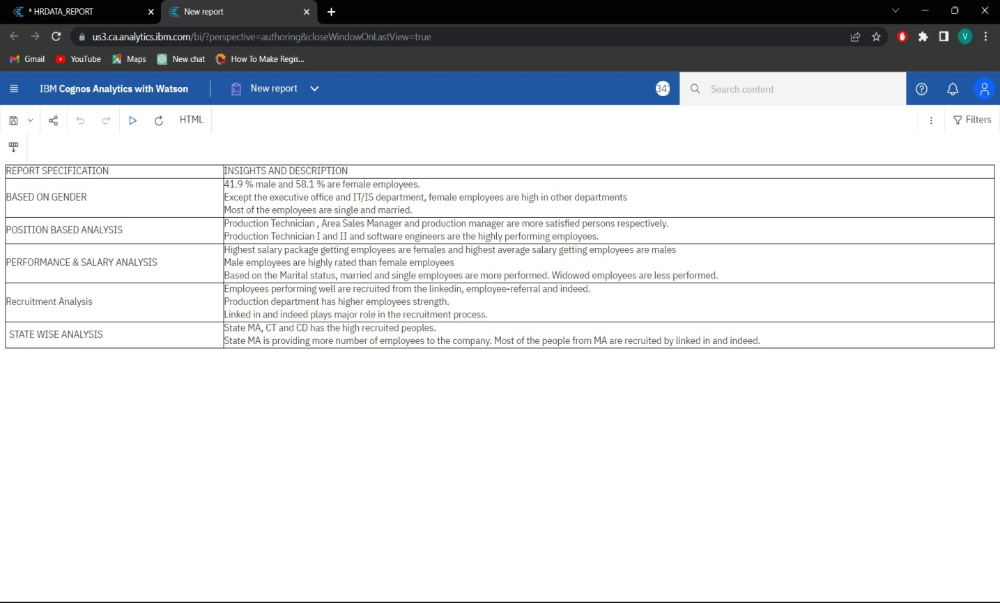 * HRDATA_REPORT
New report
us3.ca.analytics.ibm.com/bi/?perspective=authoring&closeWindowOnLastView=true
V
Gmail
YouTube
Maps
New chat
How To Make Regis...
IBM Cognos Analytics with Watson
New report
341
Search content
HTML
Filters
REPORT SPECIFICATION
INSIGHTS AND DESCRIPTION
BASED ON GENDER
41.9 % male and 58.1 % are female employees.
Except the executive office and IT/IS department, female employees are high in other departments
Most of the employees are single and married.
POSITION BASED ANALYSIS
Production Technician , Area Sales Manager and production manager are more satisfied persons respectively.
Production Technician I and II and software engineers are the highly performing employees.
PERFORMANCE & SALARY ANALYSIS
Highest salary package getting employees are females and highest average salary getting employees are males
Male employees are highly rated than female employees
Based on the Marital status, married and single employees are more performed. Widowed employees are less performed.
Recruitment Analysis
Employees performing well are recruited from the linkedin, employee-referral and indeed.
Production department has higher employees strength.
Linked in and indeed plays major role in the recruitment process.
STATE WISE ANALYSIS
State MA, CT and CD has the high recruited peoples.
State MA is providing more number of employees to the company. Most of the people from MA are recruited by linked in and indeed.